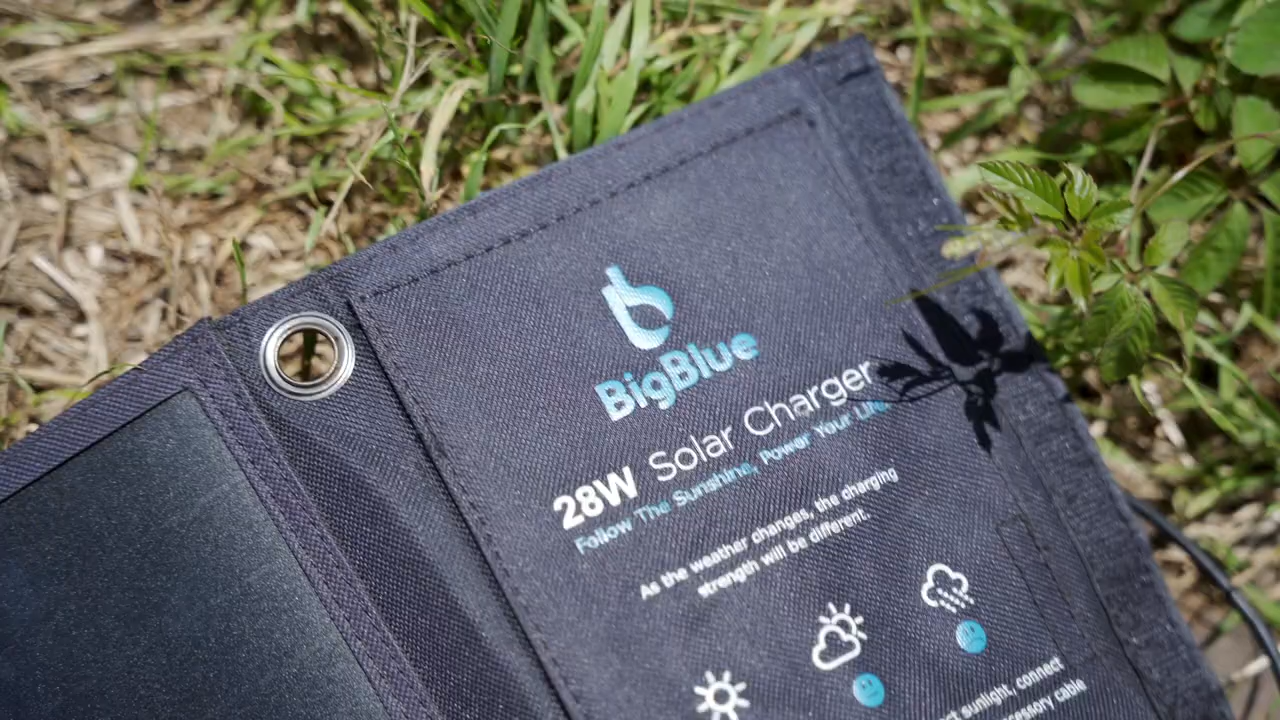 BigBlue
28W Solar Charger
Follow The Sunshine, Power Your Life.
As the weather changes, the charging
strength will be different.
sunlight, connect
cable